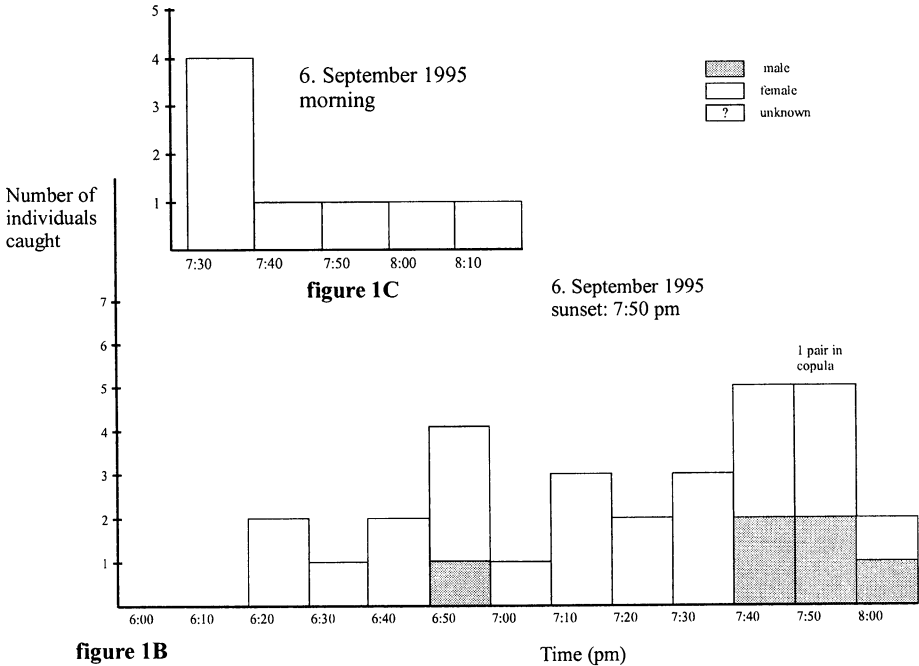 5
4
3
2
1
6. September 1995
morning
male
female
? unknown
7:30 7:40 7:50 8:00 8:10
figure 1C
Number of
individuals
caught
6. September 1995
sunset: 7:50 pm
1 pair in
copula
7
6
5
4
3
2
1
6:00 6:10 6:20 6:30 6:40 6:50 7:00 7:10 7:20 7:30 7:40 7:50 8:00
figure 1B
Time (pm)